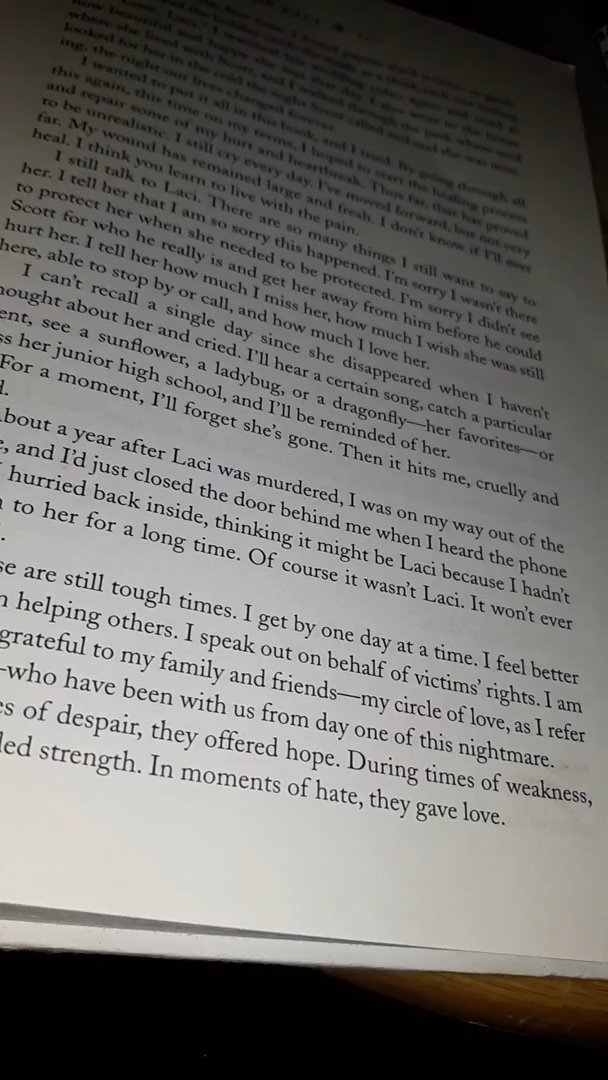 I wanted to put it all in this book, and I tried. By going through all
this again, this time on my terms, I hoped to start the healing process
and repair some of my hurt and heartbreak. Thus far, that has proved
to be unrealistic. I still cry every day. I've moved forward, but not very
far. My wound has remained large and fresh. I don't know if I'll ever
heal. I think you learn to live with the pain.
I still talk to Laci. There are so many things I still want to say to
her. I tell her that I am so sorry this happened. I'm sorry I wasn't there
to protect her when she needed to be protected. I'm sorry I didn't see
Scott for who he really is and get her away from him before he could
hurt her. I tell her how much I miss her, how much I wish she was still
here, able to stop by or call, and how much I love her.
I can't recall a single day since she disappeared when I haven't
hought about her and cried. I'll hear a certain song, catch a particular
ent, see a sunflower, a ladybug, or a dragonfly—her favorites—or
ss her junior high school, and I'll be reminded of her.
For a moment, I'll forget she's gone. Then it hits me, cruelly and
d.
About a year after Laci was murdered, I was on my way out of the
e, and I'd just closed the door behind me when I heard the phone
I hurried back inside, thinking it might be Laci because I hadn't
to her for a long time. Of course it wasn't Laci. It won't ever
.
se are still tough times. I get by one day at a time. I feel better
n helping others. I speak out on behalf of victims' rights. I am
grateful to my family and friends—my circle of love, as I refer
—who have been with us from day one of this nightmare.
es of despair, they offered hope. During times of weakness,
ded strength. In moments of hate, they gave love.